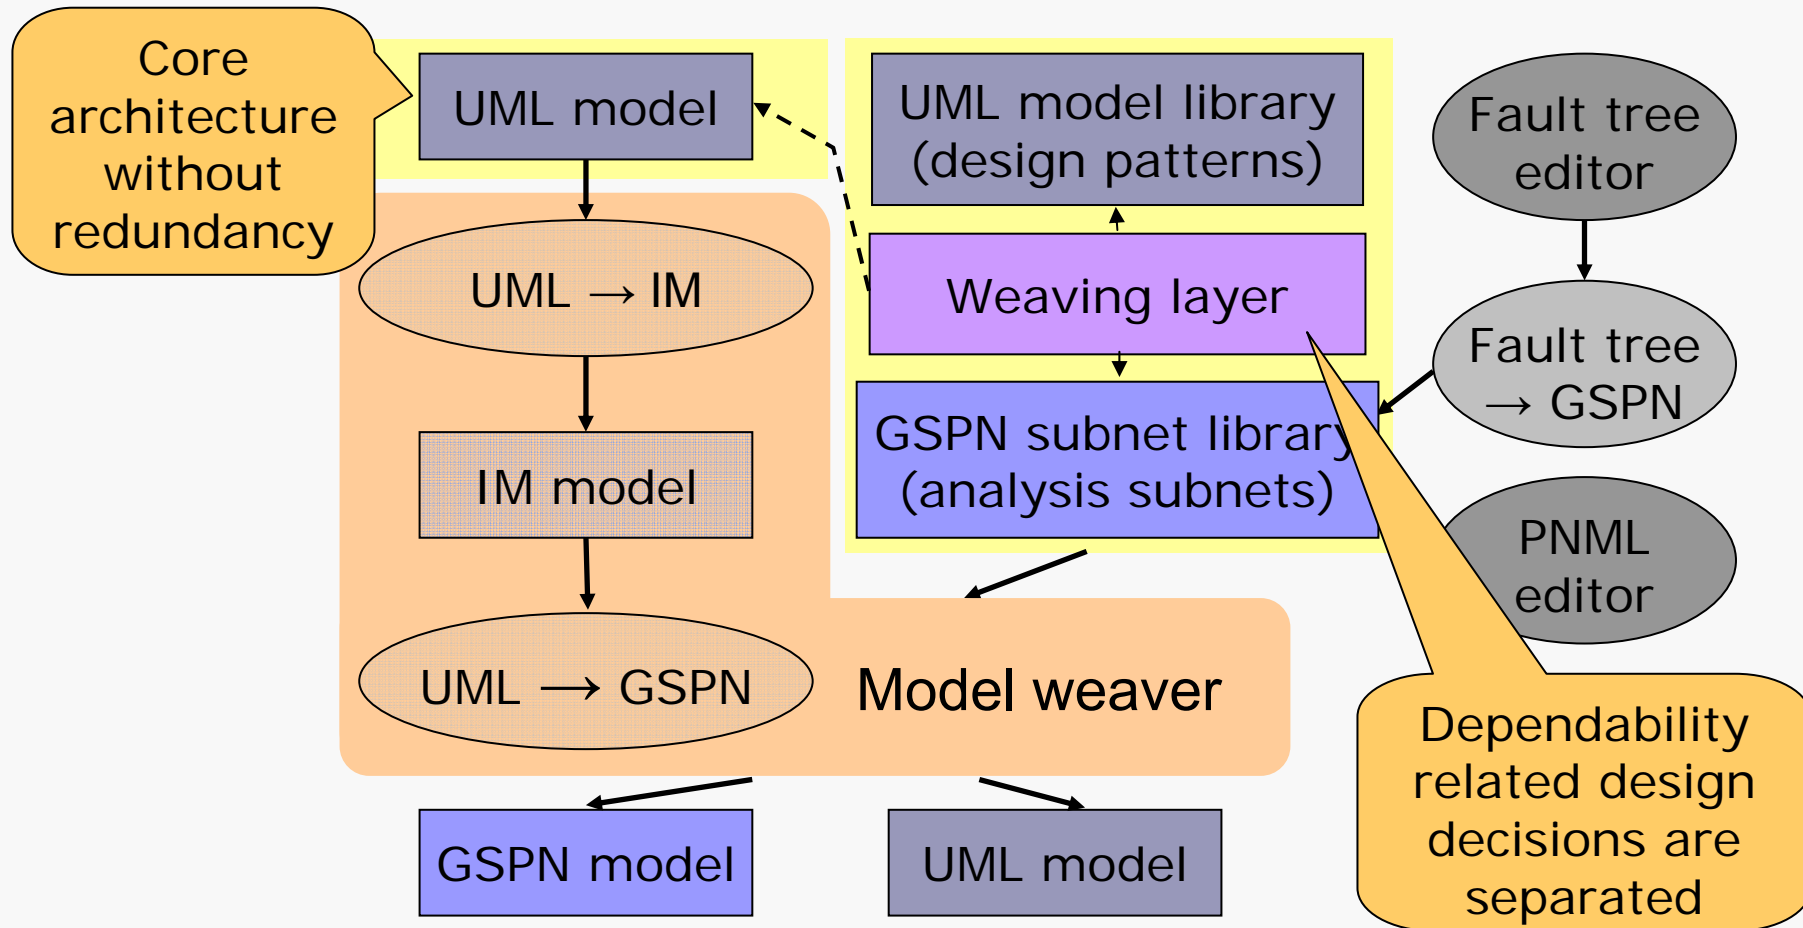 Core
architecture
without
redundancy
UML model
UML → IM
IM model
UML → GSPN
Model weaver
GSPN model
UML model
UML model library
(design patterns)
Weaving layer
GSPN subnet library
(analysis subnets)
Fault tree
editor
Fault tree
→ GSPN
PNML
editor
Dependability
related design
decisions are
separated